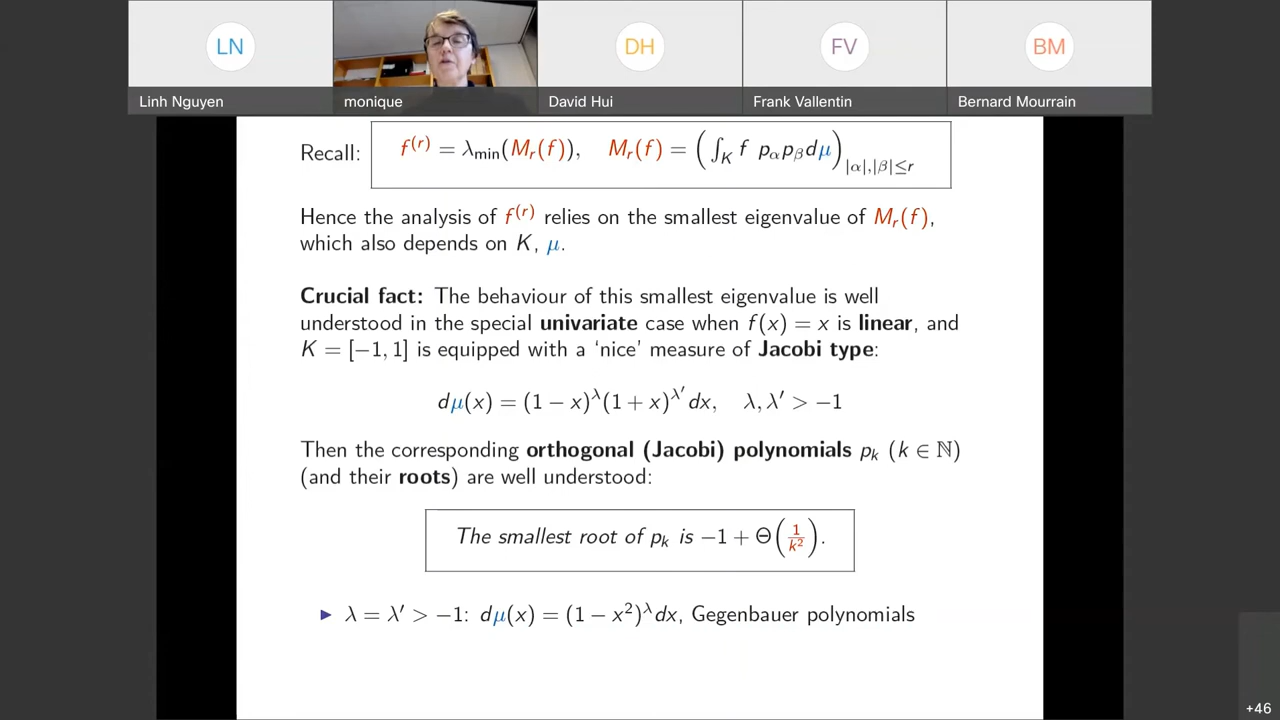 LN
DH
FV
BM
Linh Nguyen
monique
David Hui
Frank Vallentin
Bernard Mourrain
Recall: f^(r) = λ_min(M_r(f)), M_r(f) = (∫_K f p_α p_β dμ)_{|α|,|β|≤r}
Hence the analysis of f^(r) relies on the smallest eigenvalue of M_r(f),
which also depends on K, μ.
Crucial fact: The behaviour of this smallest eigenvalue is well
understood in the special univariate case when f(x) = x is linear, and
K = [−1, 1] is equipped with a ‘nice’ measure of Jacobi type:
dμ(x) = (1 − x)^λ (1 + x)^λ′ dx, λ, λ′ > −1
Then the corresponding orthogonal (Jacobi) polynomials p_k (k ∈ ℕ)
(and their roots) are well understood:
The smallest root of p_k is −1 + Θ(1/k²).
▶ λ = λ′ > −1: dμ(x) = (1 − x²)^λ dx, Gegenbauer polynomials
+46